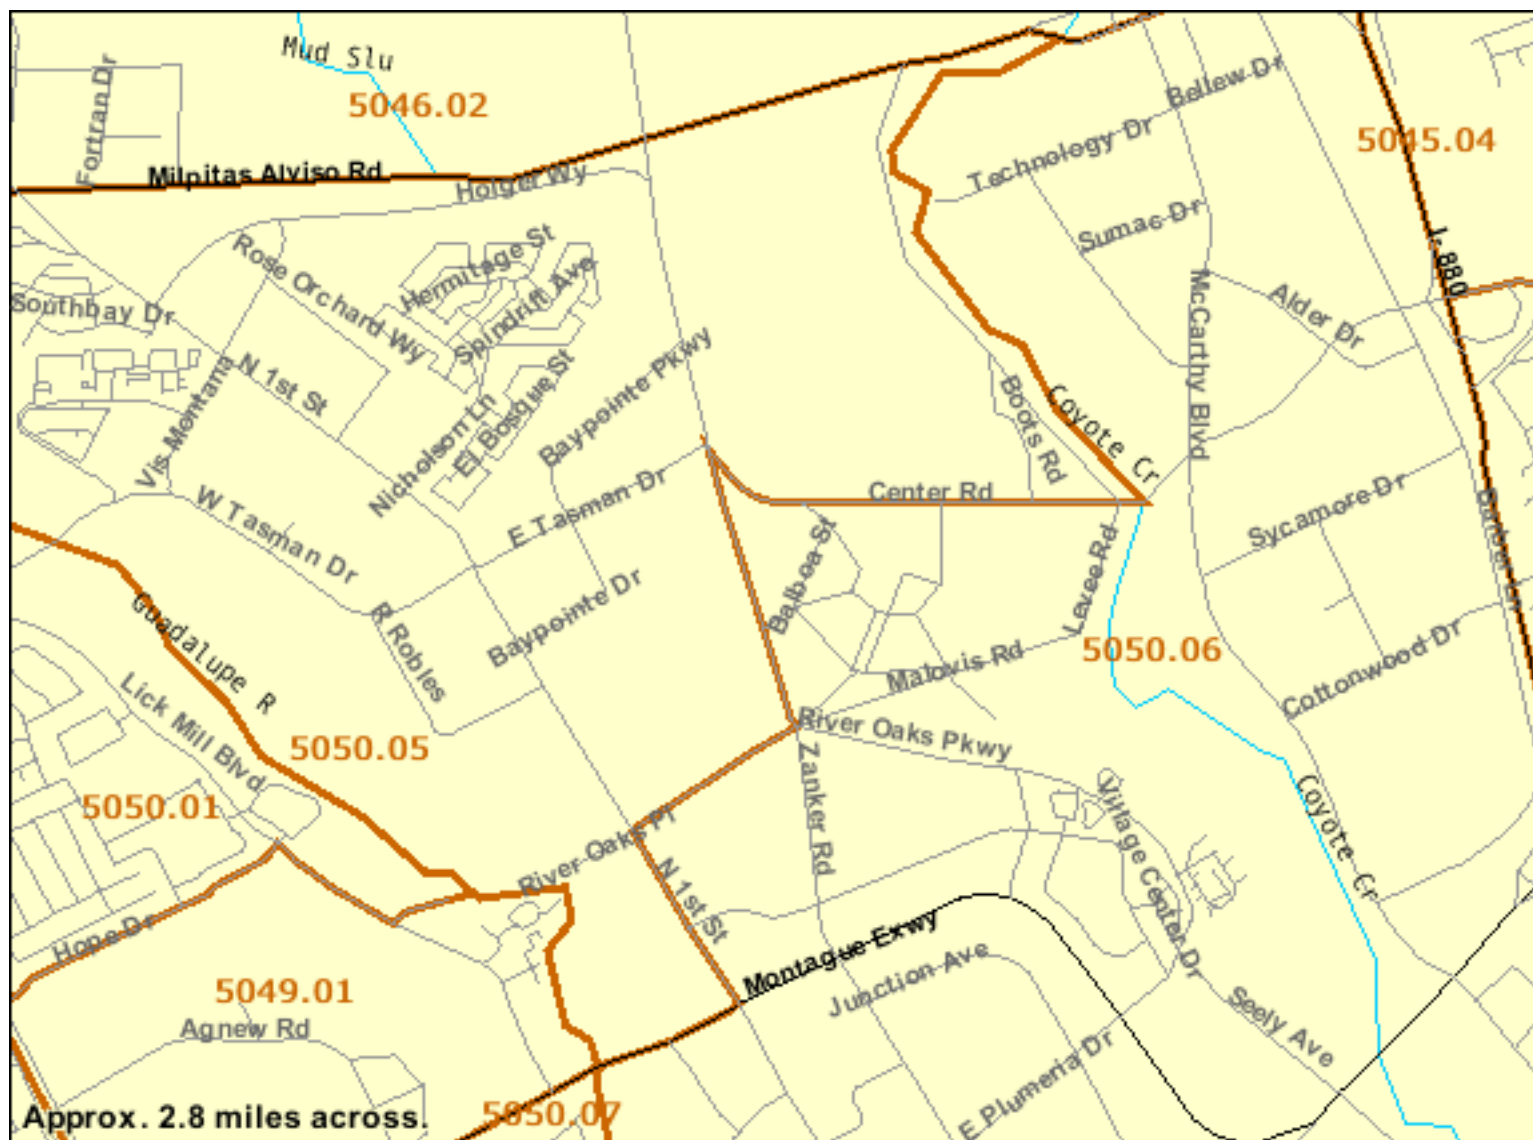 Mud Slu
5046.02
Fortran Dr
Milpitas Alviso Rd
Holger Wy
Bellew Dr
Technology Dr
5045.04
Sumac Dr
I- 880
Rose Orchard Wy
Hermitage St
Spindrift Ave
Southbay Dr
McCarthy Blvd
Alder Dr
N 1st St
Vis Montana
Nicholson Ln
El Bosque St
Baypointe Pkwy
Boots Rd
Coyote Cr
W Tasman Dr
E Tasman Dr
Center Rd
Sycamore Dr
Barber Ln
Balboa St
Levee Rd
Guadalupe R
R Robles
Baypointe Dr
Malovis Rd
5050.06
Cottonwood Dr
Lick Mill Blvd
5050.05
River Oaks Pkwy
5050.01
Zanker Rd
Village Center Dr
Coyote Cr
River Oaks Pl
N 1st St
Hope Dr
Montague Exwy
5049.01
Junction Ave
Agnew Rd
Seely Ave
E Plumeria Dr
5050.07
Approx. 2.8 miles across.